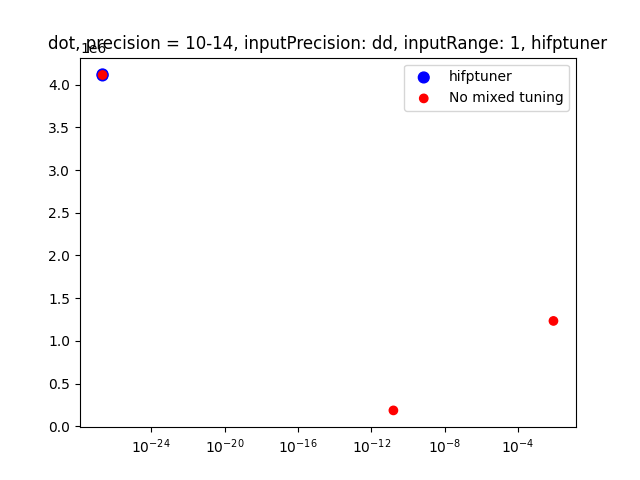 dot, precision = 10-14, inputPrecision: dd, inputRange: 1, hifptuner
1e6
hifptuner
No mixed tuning
4.0
3.5
3.0
2.5
2.0
1.5
1.0
0.5
0.0
10⁻²⁴ 10⁻²⁰ 10⁻¹⁶ 10⁻¹² 10⁻⁸ 10⁻⁴